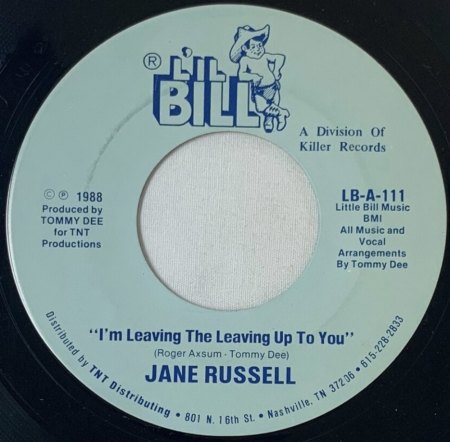 ® L'IL
BILL
A Division Of
Killer Records
© ℗ 1988
Produced by
TOMMY DEE
for TNT
Productions
LB-A-111
Little Bill Music
BMI
All Music and
Vocal
Arrangements
By Tommy Dee
"I'm Leaving The Leaving Up To You"
(Roger Axsum - Tommy Dee)
JANE RUSSELL
Distributed by TNT Distributing • 801 N. 16th St. • Nashville, TN 37206 • 615-228-2833